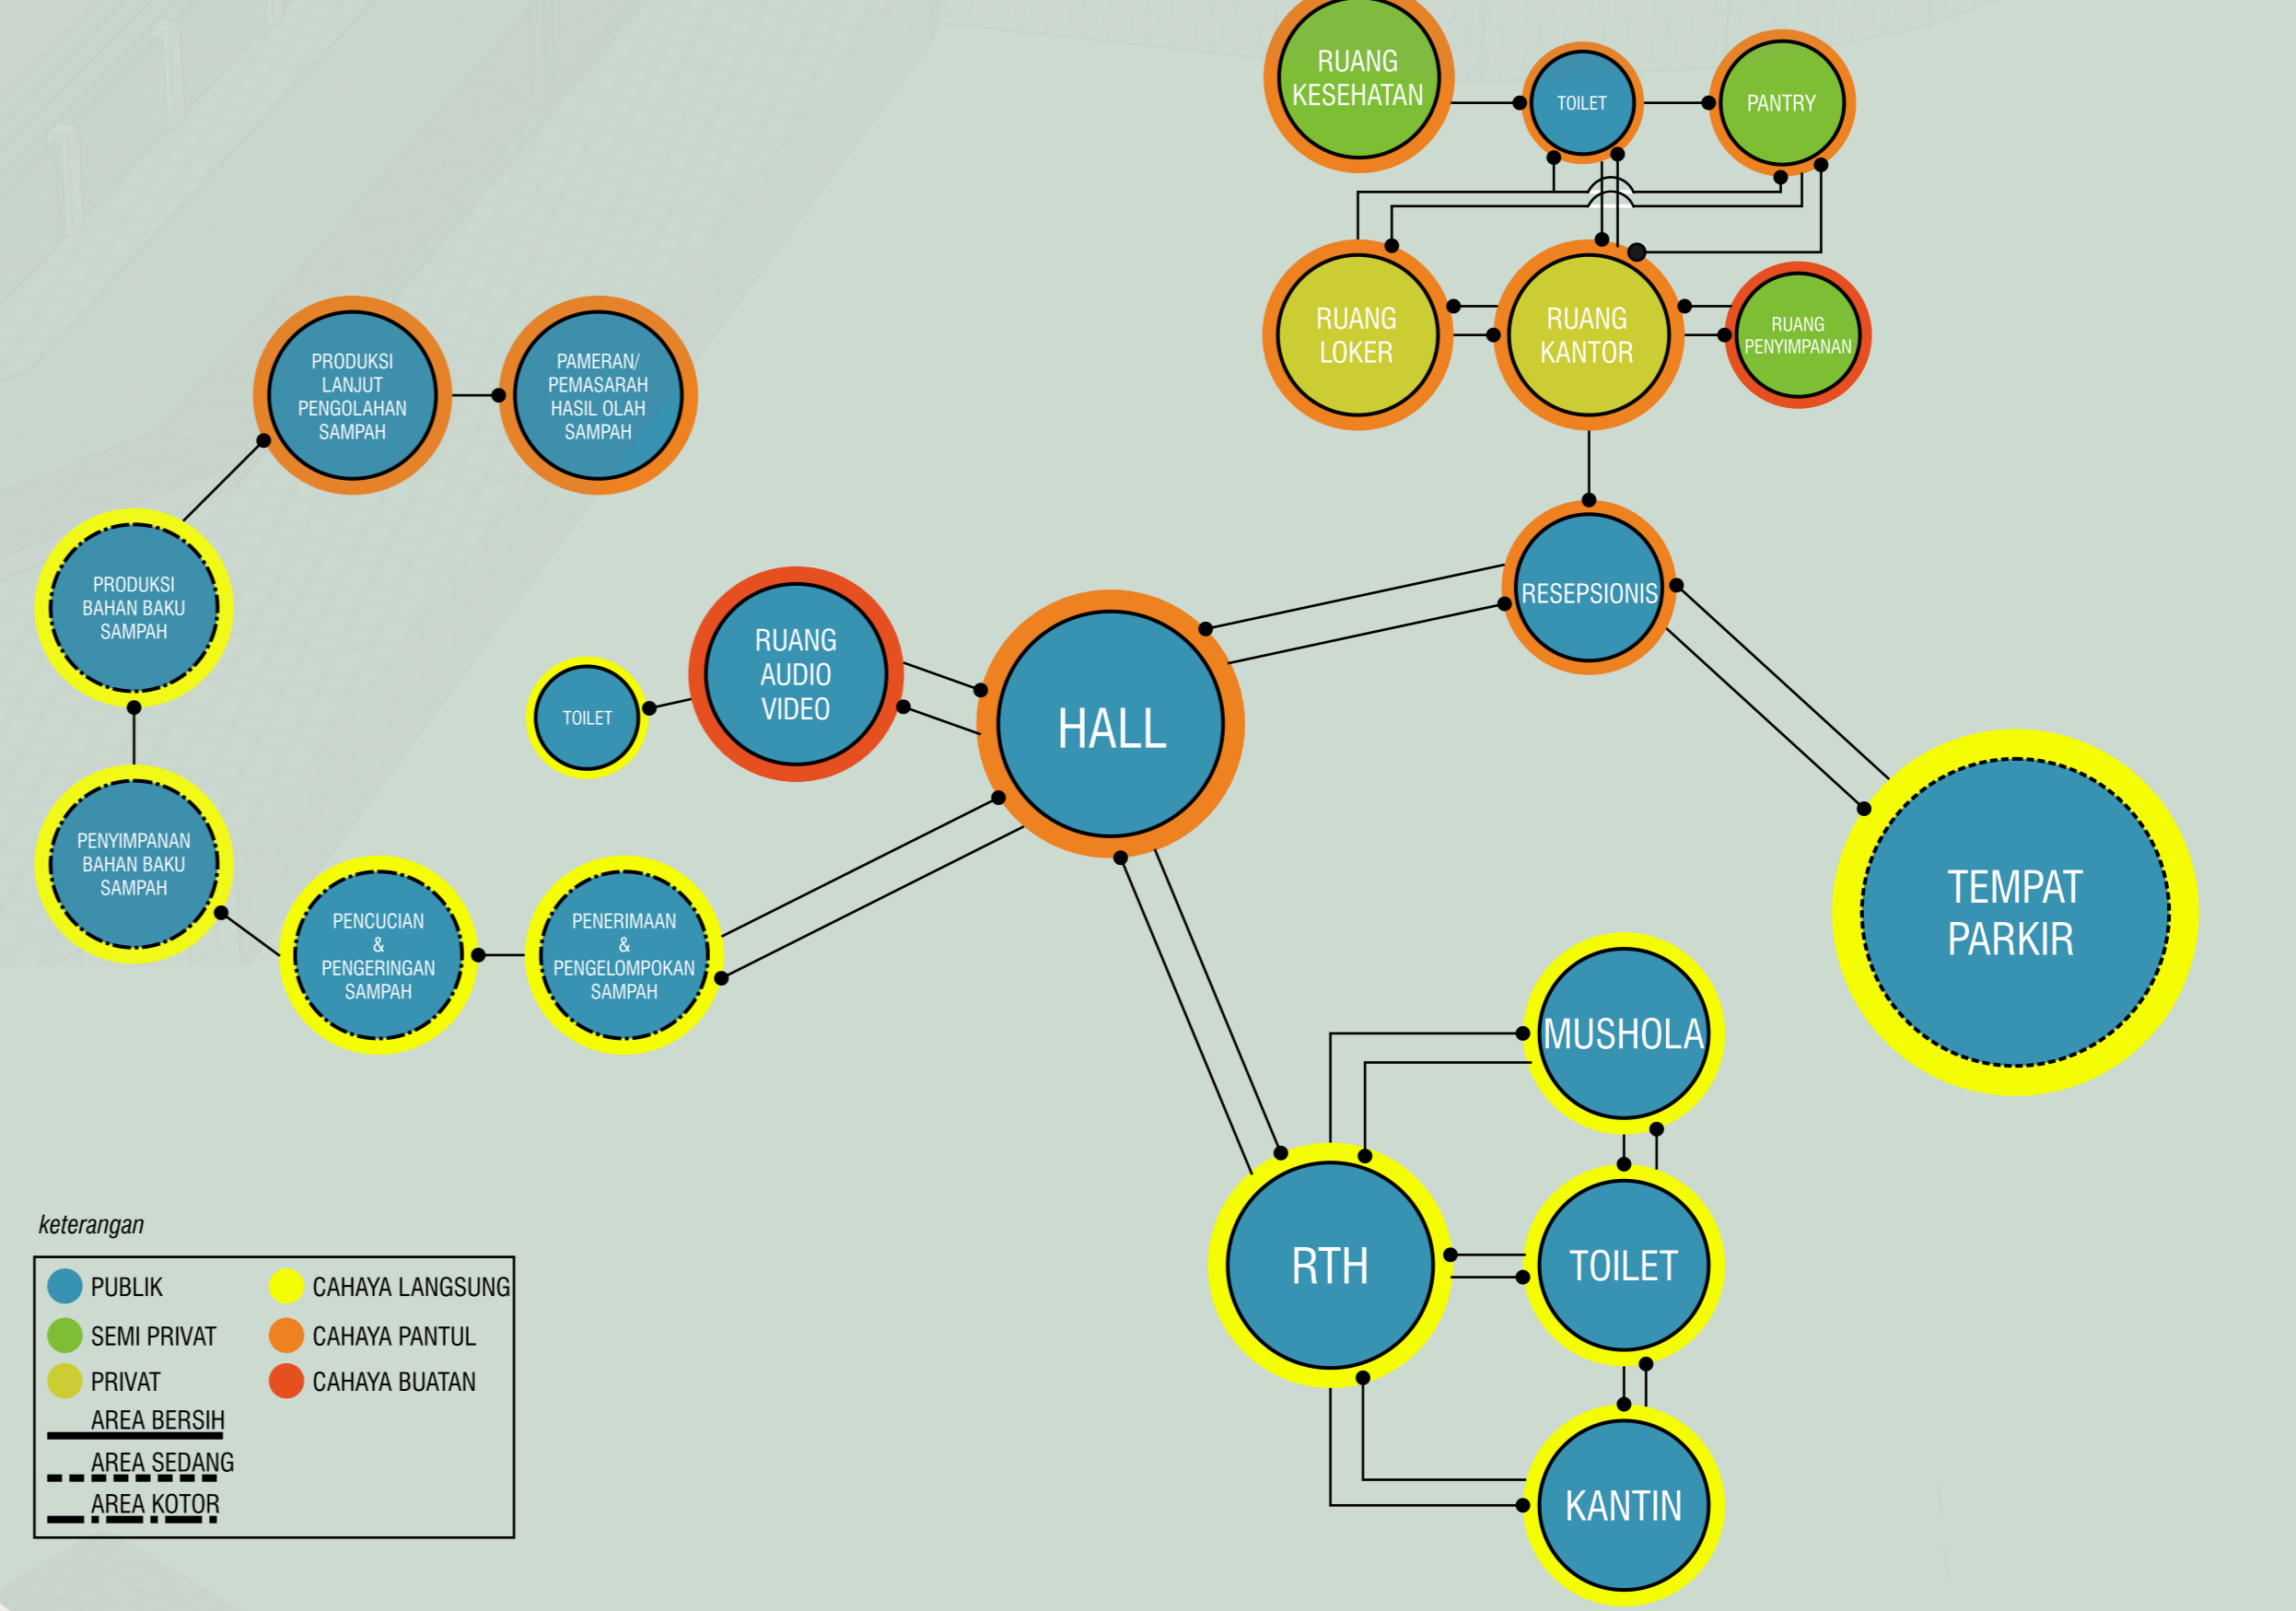 RUANG
KESEHATAN
TOILET
PANTRY
RUANG
LOKER
RUANG
KANTOR
RUANG
PENYIMPANAN
PRODUKSI
LANJUT
PENGOLAHAN
SAMPAH
PAMERAN/
PEMASARAH
HASIL OLAH
SAMPAH
PRODUKSI
BAHAN BAKU
SAMPAH
RESEPSIONIS
RUANG
AUDIO
VIDEO
TOILET
HALL
PENYIMPANAN
BAHAN BAKU
SAMPAH
PENCUCIAN
&
PENGERINGAN
SAMPAH
PENERIMAAN
&
PENGELOMPOKAN
SAMPAH
TEMPAT
PARKIR
MUSHOLA
RTH
TOILET
KANTIN
keterangan
PUBLIK
SEMI PRIVAT
PRIVAT
AREA BERSIH
AREA SEDANG
AREA KOTOR
CAHAYA LANGSUNG
CAHAYA PANTUL
CAHAYA BUATAN